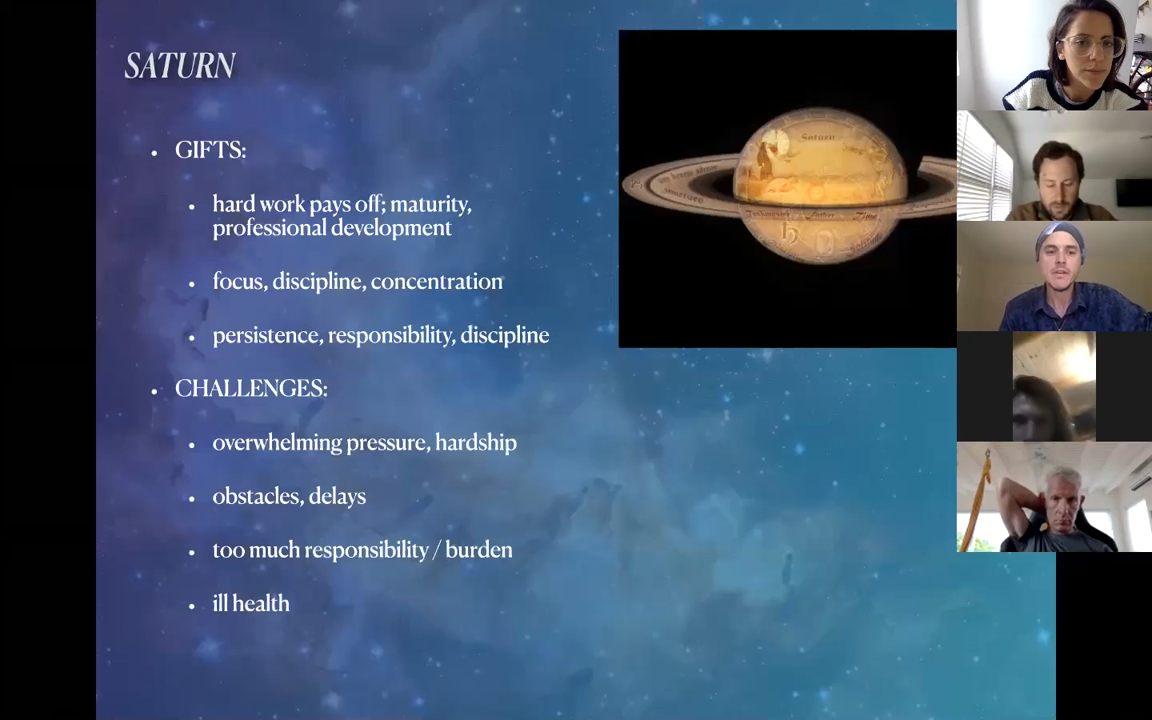 SATURN
GIFTS:
hard work pays off; maturity,
professional development
focus, discipline, concentration
persistence, responsibility, discipline
CHALLENGES:
overwhelming pressure, hardship
obstacles, delays
too much responsibility / burden
ill health
Saturn
Time